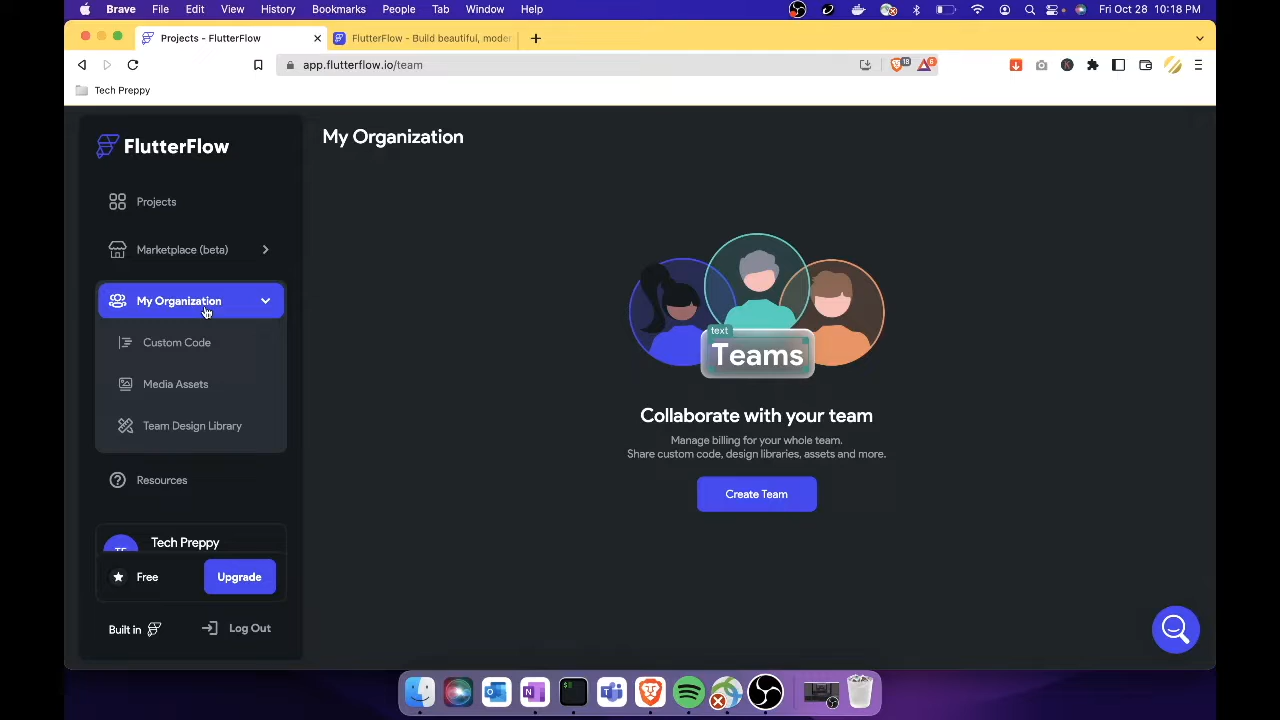 Brave File Edit View History Bookmarks People Tab Window Help Fri Oct 28 10:18 PM
Projects - FlutterFlow
FlutterFlow - Build beautiful, moder
app.flutterflow.io/team
18
6
Tech Preppy
FlutterFlow
Projects
Marketplace (beta)
My Organization
Custom Code
Media Assets
Team Design Library
Resources
Tech Preppy
Free
Upgrade
Built in
Log Out
My Organization
text
Teams
Collaborate with your team
Manage billing for your whole team.
Share custom code, design libraries, assets and more.
Create Team